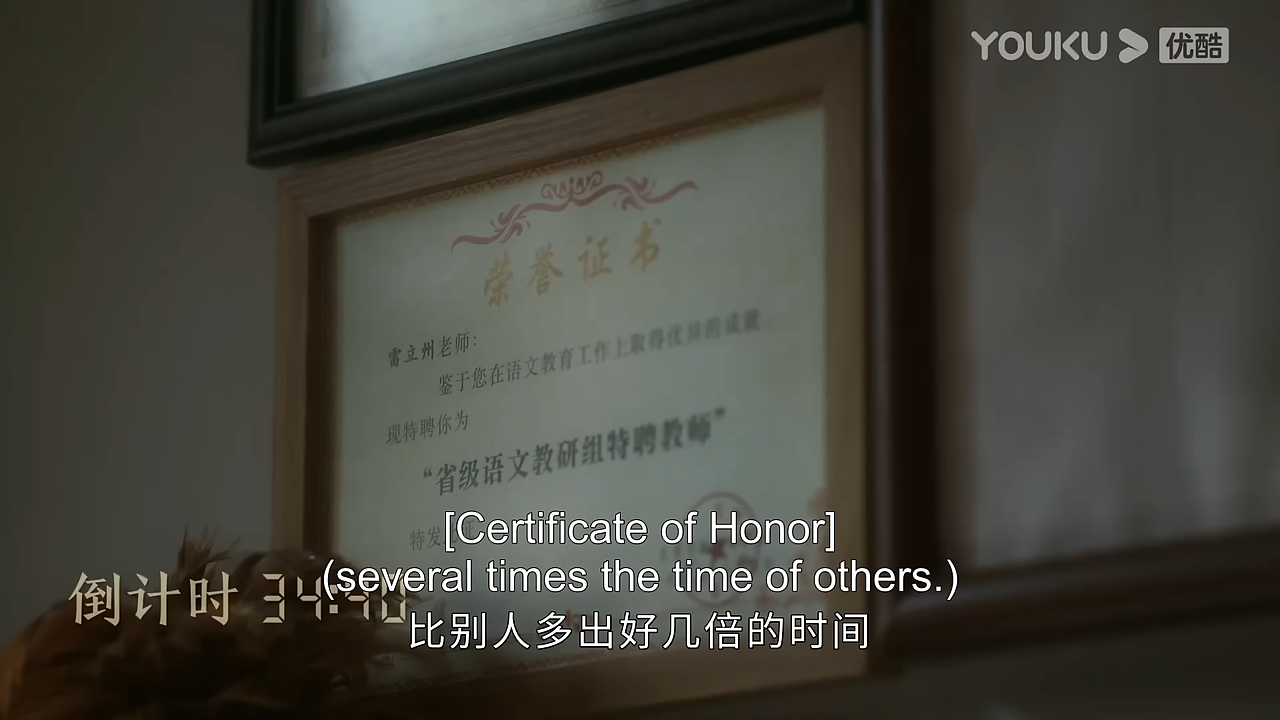 YOUKU 优酷
荣誉证书
雷立州老师：
鉴于您在语文教育工作上取得优异的成就。
现特聘你为
“省级语文教研组特聘教师”
特发
[Certificate of Honor]
(several times the time of others.)
倒计时 34:40
比别人多出好几倍的时间